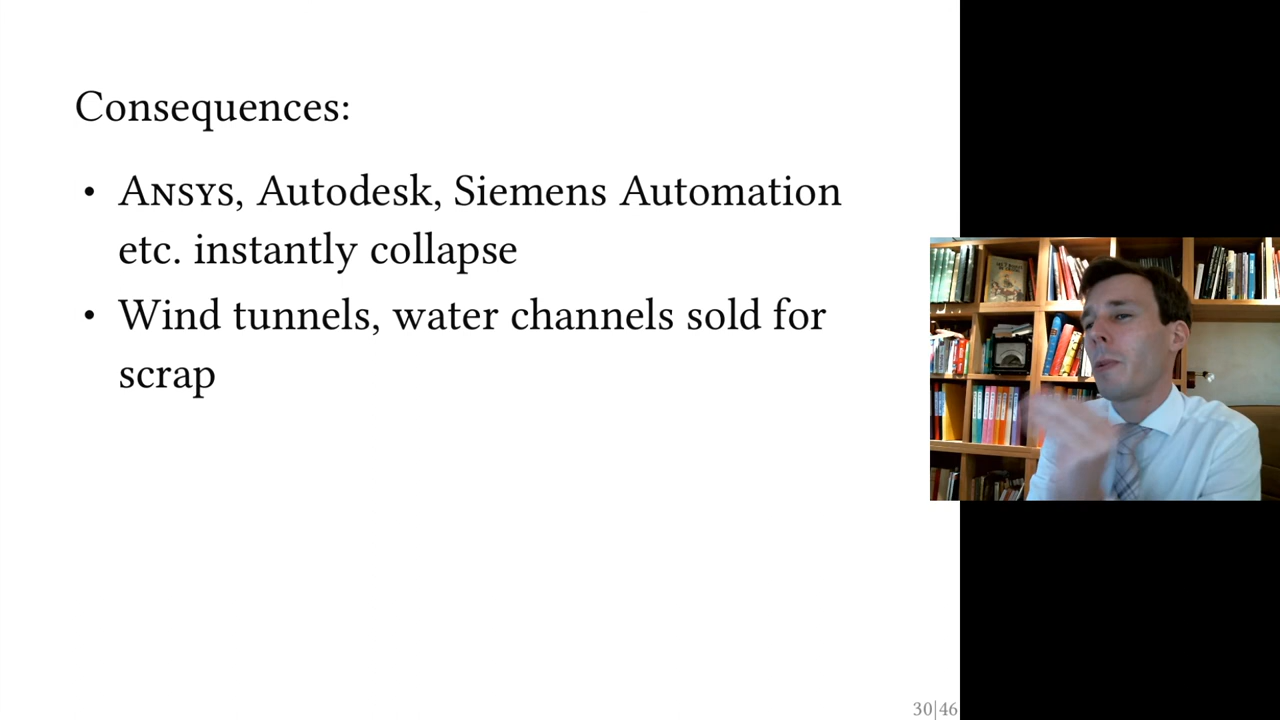 Consequences:
• Ansys, Autodesk, Siemens Automation
etc. instantly collapse
• Wind tunnels, water channels sold for
scrap
30|46